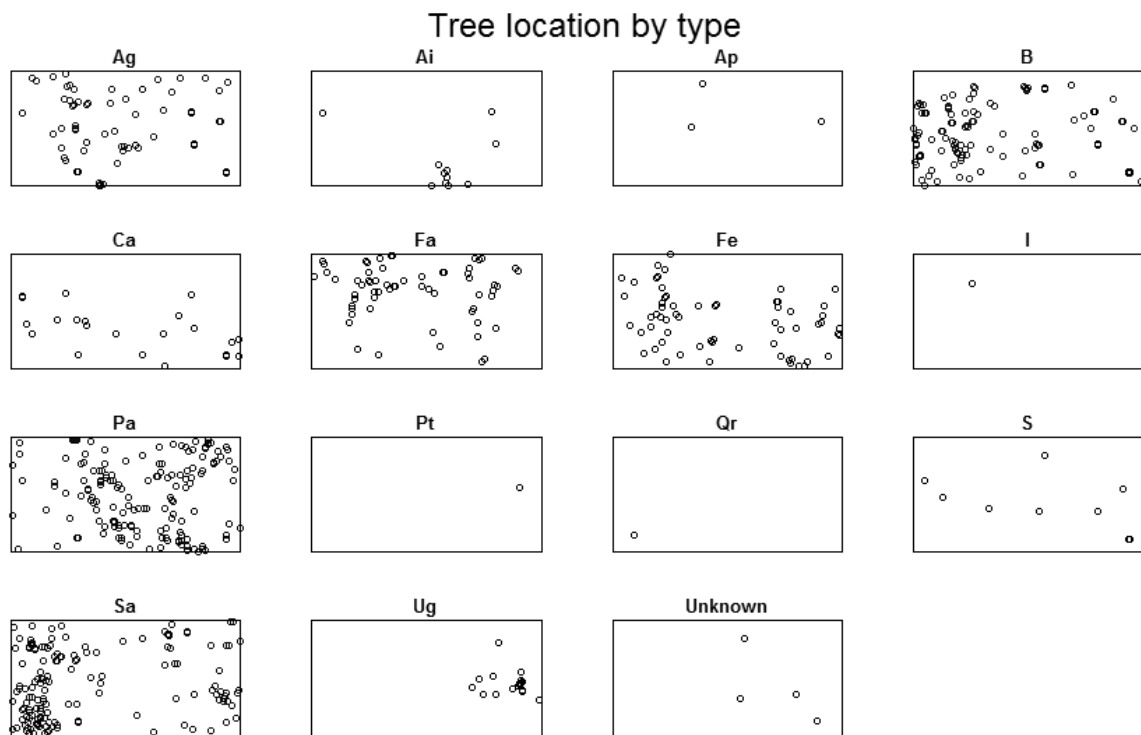 Tree location by type
Ag Ai Ap B
Ca Fa Fe I
Pa Pt Qr S
Sa Ug Unknown